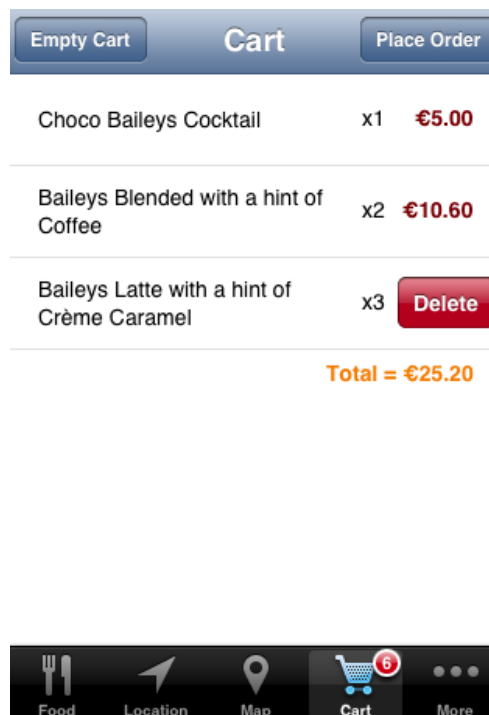 Empty Cart Cart Place Order
Choco Baileys Cocktail x1 €5.00
Baileys Blended with a hint of
Coffee x2 €10.60
Baileys Latte with a hint of
Crème Caramel x3 Delete
Total = €25.20
6
Food Location Map Cart More